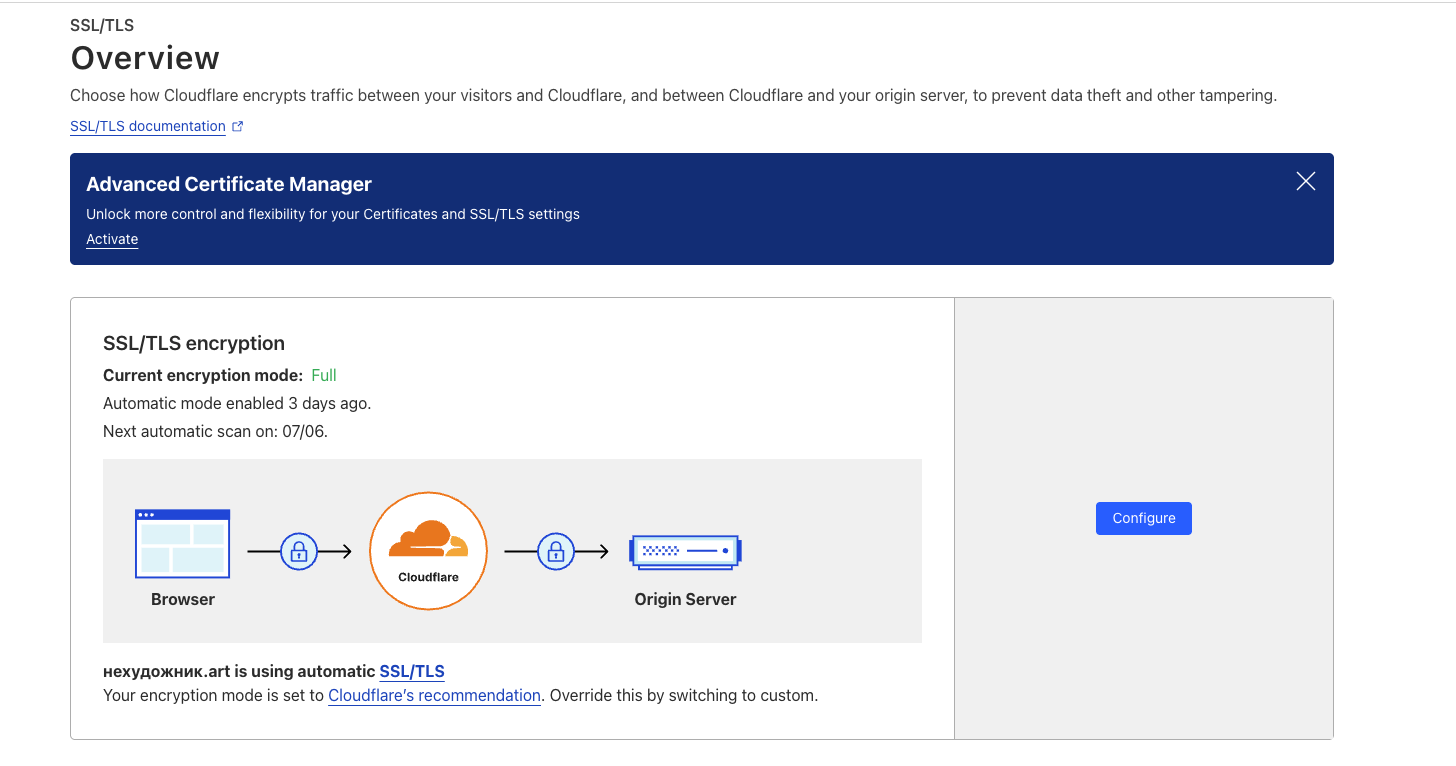 SSL/TLS
Overview
Choose how Cloudflare encrypts traffic between your visitors and Cloudflare, and between Cloudflare and your origin server, to prevent data theft and other tampering.
SSL/TLS documentation
Advanced Certificate Manager
Unlock more control and flexibility for your Certificates and SSL/TLS settings
Activate
SSL/TLS encryption
Current encryption mode: Full
Automatic mode enabled 3 days ago.
Next automatic scan on: 07/06.
Cloudflare
Browser
Origin Server
нехудожник.art is using automatic SSL/TLS
Your encryption mode is set to Cloudflare’s recommendation. Override this by switching to custom.
Configure